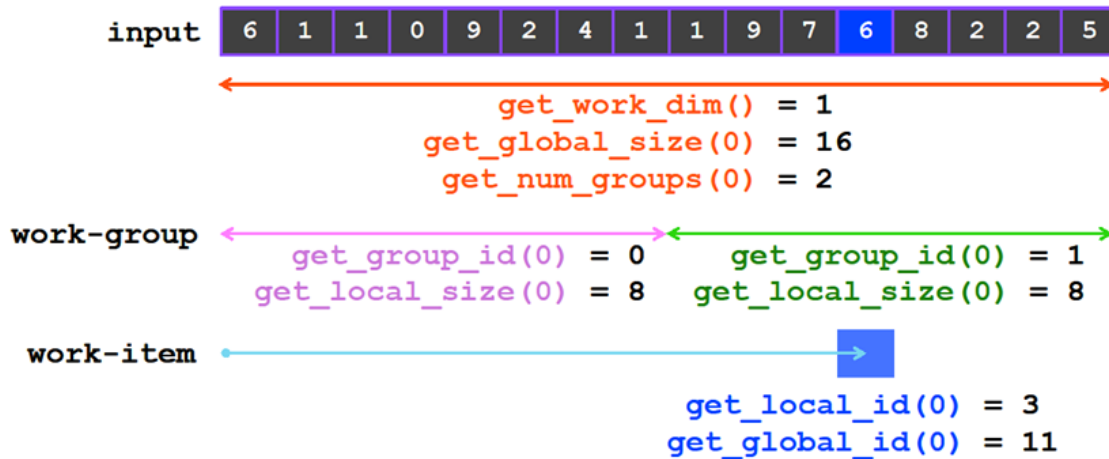 input 6 1 1 0 9 2 4 1 1 9 7 6 8 2 2 5
get_work_dim() = 1
get_global_size(0) = 16
get_num_groups(0) = 2
work-group
get_group_id(0) = 0 get_group_id(0) = 1
get_local_size(0) = 8 get_local_size(0) = 8
work-item
get_local_id(0) = 3
get_global_id(0) = 11